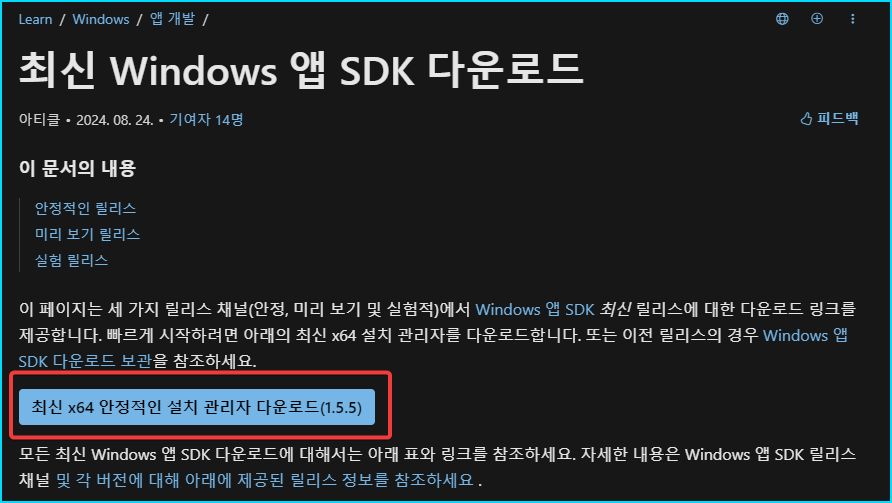 Learn / Windows / 앱 개발 /
최신 Windows 앱 SDK 다운로드
아티클 • 2024. 08. 24. • 기여자 14명
피드백
이 문서의 내용
안정적인 릴리스
미리 보기 릴리스
실험 릴리스
이 페이지는 세 가지 릴리스 채널(안정, 미리 보기 및 실험적)에서 Windows 앱 SDK 최신 릴리스에 대한 다운로드 링크를
제공합니다. 빠르게 시작하려면 아래의 최신 x64 설치 관리자를 다운로드합니다. 또는 이전 릴리스의 경우 Windows 앱
SDK 다운로드 보관을 참조하세요.
최신 x64 안정적인 설치 관리자 다운로드(1.5.5)
모든 최신 Windows 앱 SDK 다운로드에 대해서는 아래 표와 링크를 참조하세요. 자세한 내용은 Windows 앱 SDK 릴리스
채널 및 각 버전에 대해 아래에 제공된 릴리스 정보를 참조하세요 .